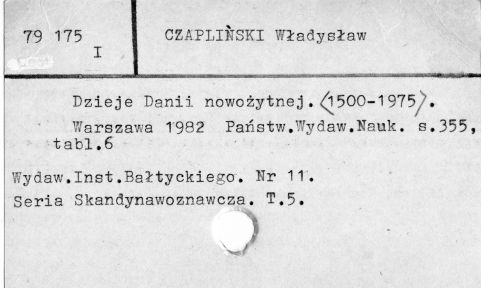 79 175 CZAPLIŃSKI Władysław
I
Dzieje Danii nowożytnej.〈1500-1975〉.
Warszawa 1982 Państw.Wydaw.Nauk. s.355,
tabl.6
Wydaw.Inst.Bałtyckiego. Nr 11.
Seria Skandynawoznawcza. T.5.